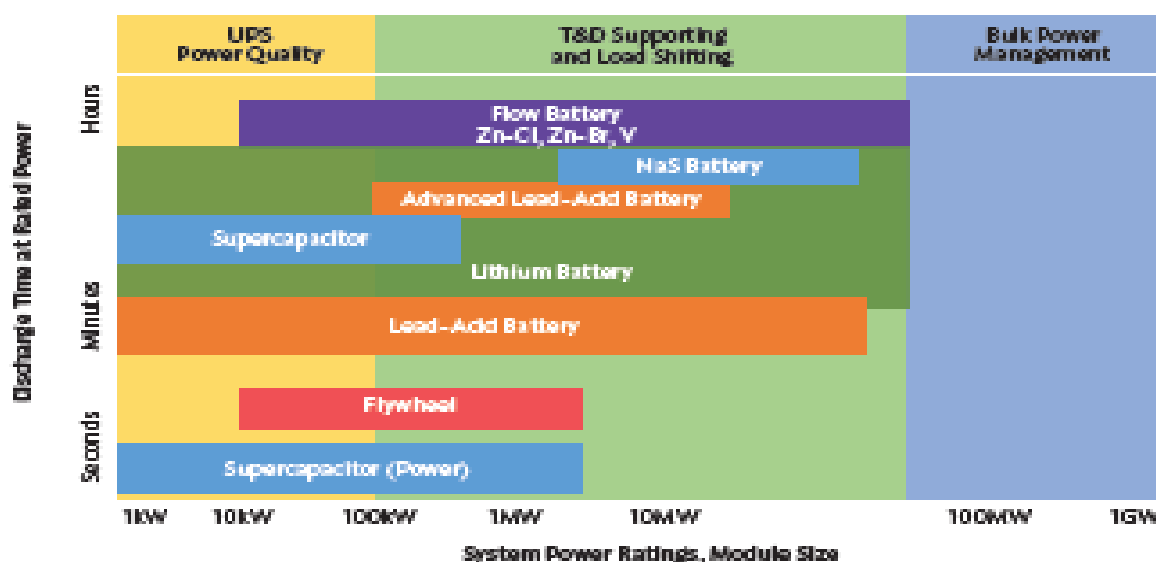 UPS
Power Quality
T&D Supporting
and Load Shifting
Bulk Power
Management
Discharge Time at Rated Power
Hours
Minutes
Seconds
Flow Battery
Zn-Cl, Zn-Br, V
NaS Battery
Advanced Lead-Acid Battery
Supercapacitor
Lithium Battery
Lead-Acid Battery
Flywheel
Supercapacitor (Power)
1kW 10kW 100kW 1MW 10MW 100MW 1GW
System Power Ratings, Module Size